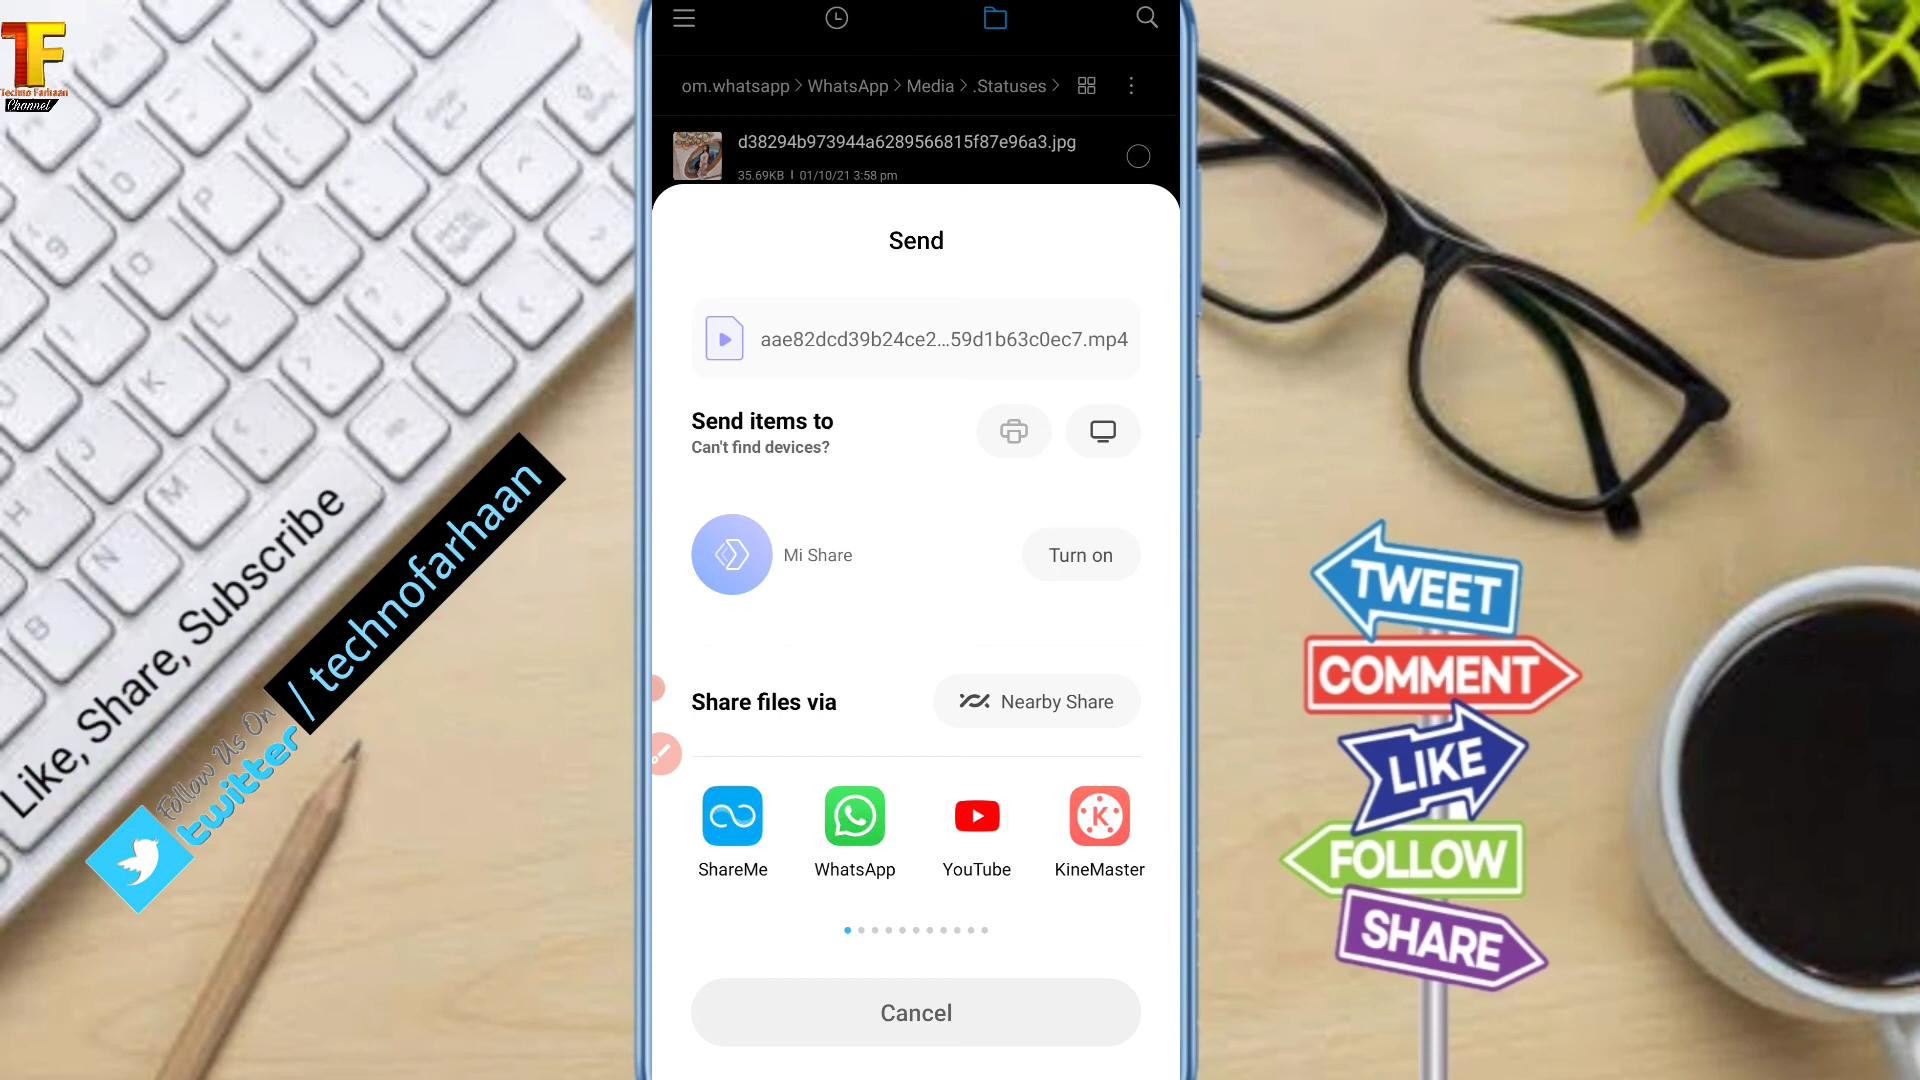 TF
Techno Farhaan
Channel
Like, Share, Subscribe
Follow Us On
twitter
/ technofarhaan
om.whatsapp > WhatsApp > Media > .Statuses >
d38294b973944a6289566815f87e96a3.jpg
35.69KB | 01/10/21 3:58 pm
Send
aae82dcd39b24ce2...59d1b63c0ec7.mp4
Send items to
Can't find devices?
Mi Share
Turn on
Share files via
Nearby Share
K
ShareMe
WhatsApp
YouTube
KineMaster
Cancel
TWEET
COMMENT
LIKE
FOLLOW
SHARE